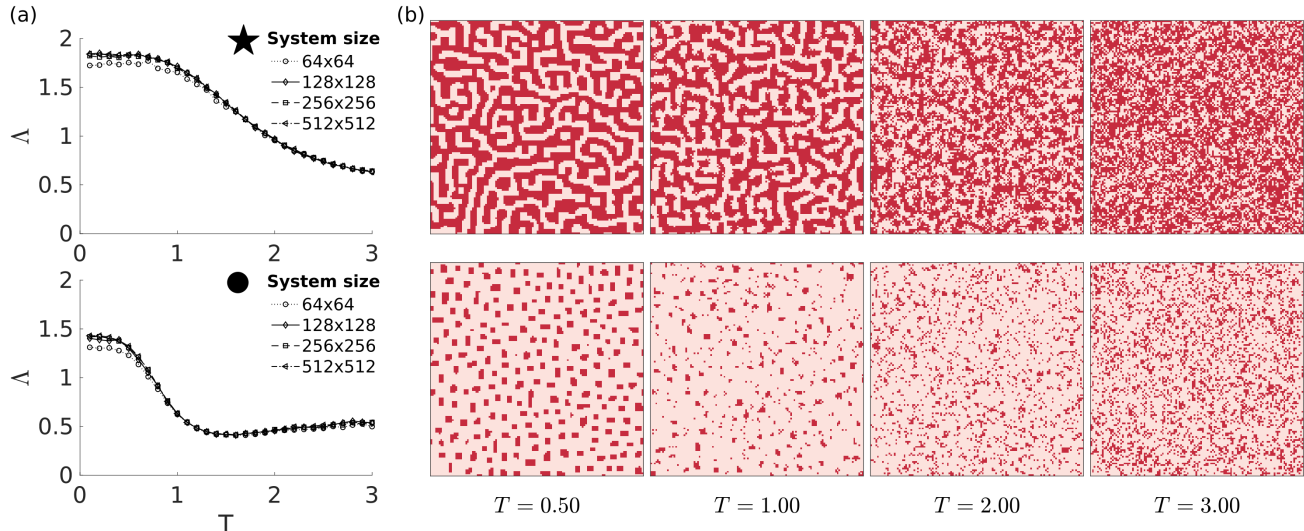 (a)
2
1.5
1
0.5
0
Λ
System size
64x64
128x128
256x256
512x512
0 1 2 3
2
1.5
1
0.5
0
Λ
System size
64x64
128x128
256x256
512x512
0 1 2 3
T
(b)
T = 0.50 T = 1.00 T = 2.00 T = 3.00